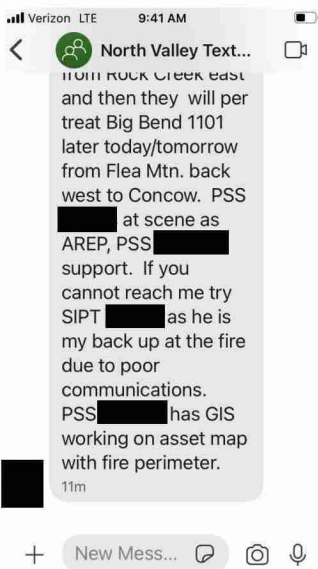 Verizon LTE 9:41 AM
North Valley Text...
from Rock Creek east
and then they will per
treat Big Bend 1101
later today/tomorrow
from Flea Mtn. back
west to Concow. PSS
at scene as
AREP, PSS
support. If you
cannot reach me try
SIPT as he is
my back up at the fire
due to poor
communications.
PSS has GIS
working on asset map
with fire perimeter.
11m
New Mess...